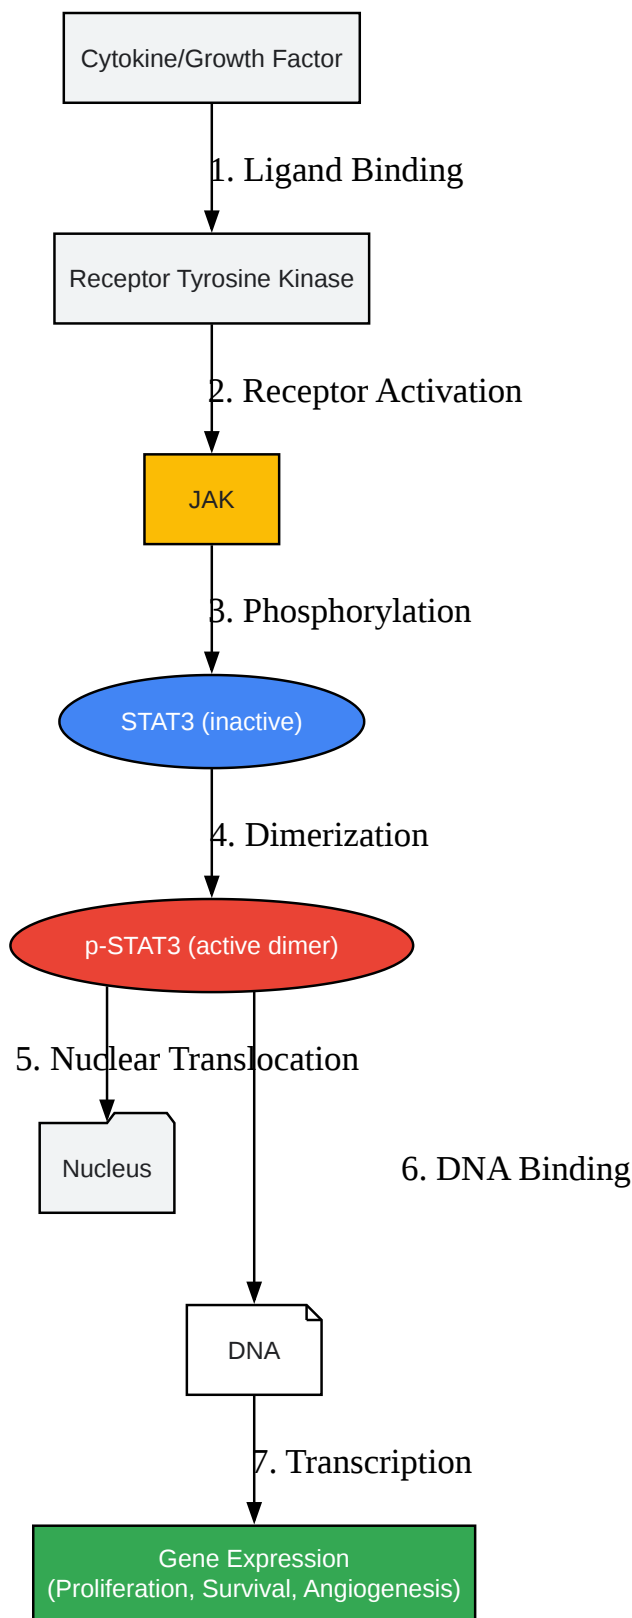 Cytokine/Growth Factor
1. Ligand Binding
Receptor Tyrosine Kinase
2. Receptor Activation
JAK
3. Phosphorylation
STAT3 (inactive)
4. Dimerization
p-STAT3 (active dimer)
5. Nuclear Translocation
Nucleus
6. DNA Binding
DNA
7. Transcription
Gene Expression
(Proliferation, Survival, Angiogenesis)